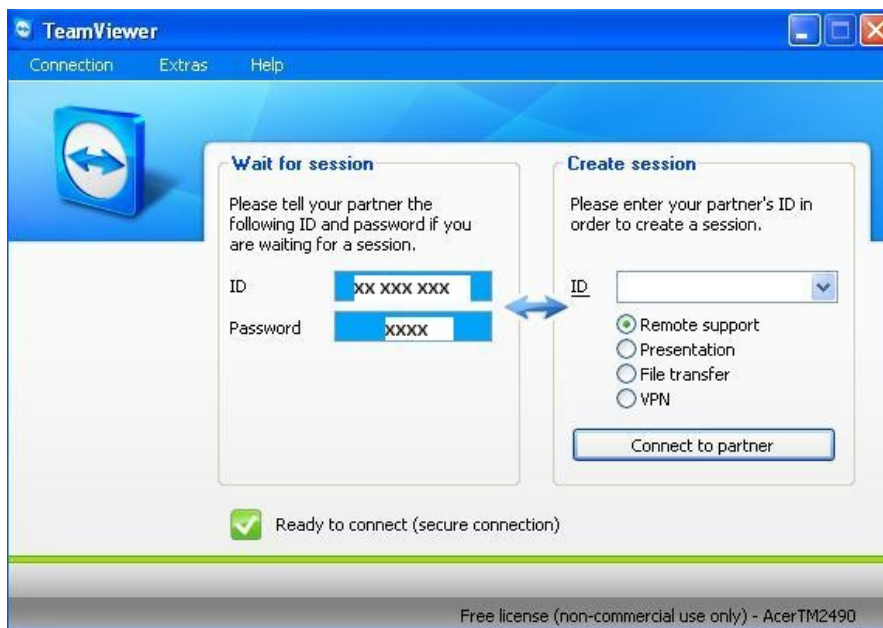 TeamViewer
Connection Extras Help
Wait for session
Please tell your partner the
following ID and password if you
are waiting for a session.
ID xx xxx xxx
Password xxxx
Create session
Please enter your partner's ID in
order to create a session.
ID
Remote support
Presentation
File transfer
VPN
Connect to partner
Ready to connect (secure connection)
Free license (non-commercial use only) - AcerTM2490